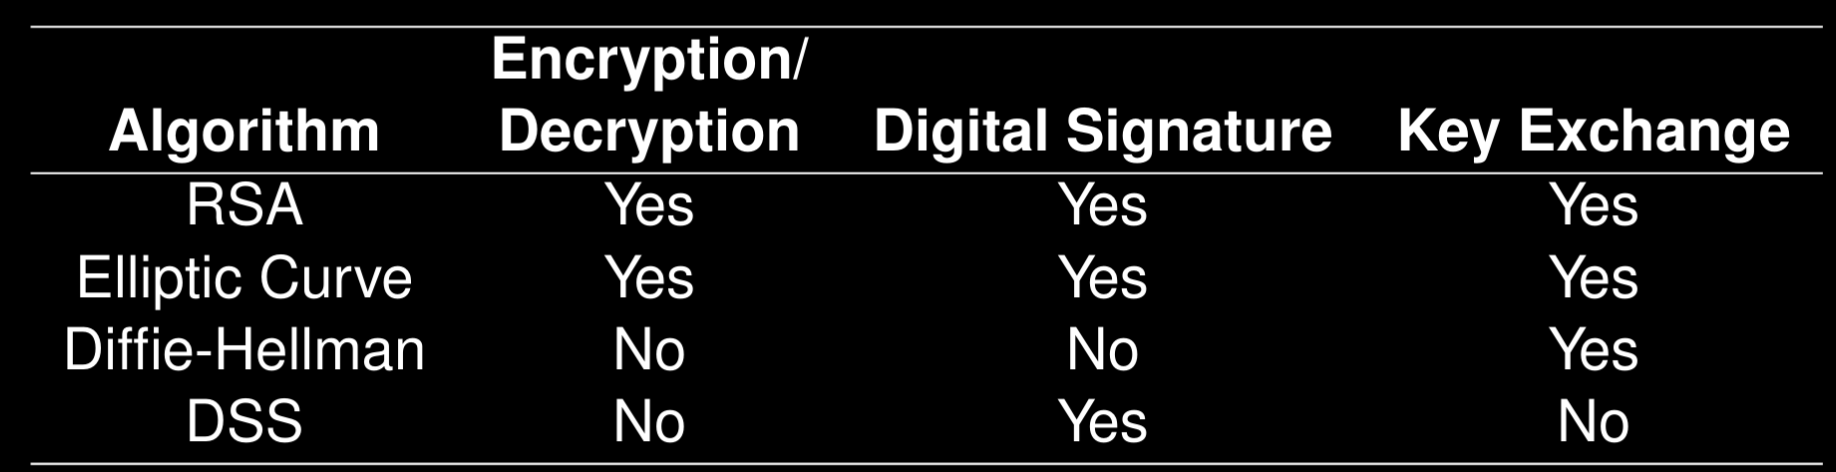 Encryption/
Algorithm Decryption Digital Signature Key Exchange
RSA Yes Yes Yes
Elliptic Curve Yes Yes Yes
Diffie-Hellman No No Yes
DSS No Yes No